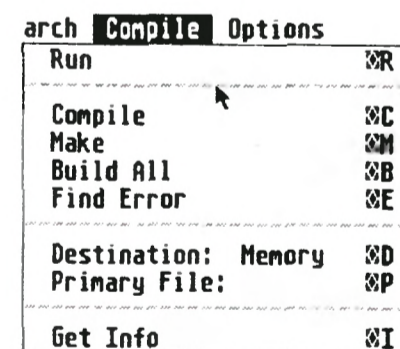 arch Compile Options
Run ⌘R
Compile ⌘C
Make ⌘M
Build All ⌘B
Find Error ⌘E
Destination: Memory ⌘D
Primary File: ⌘P
Get Info ⌘I